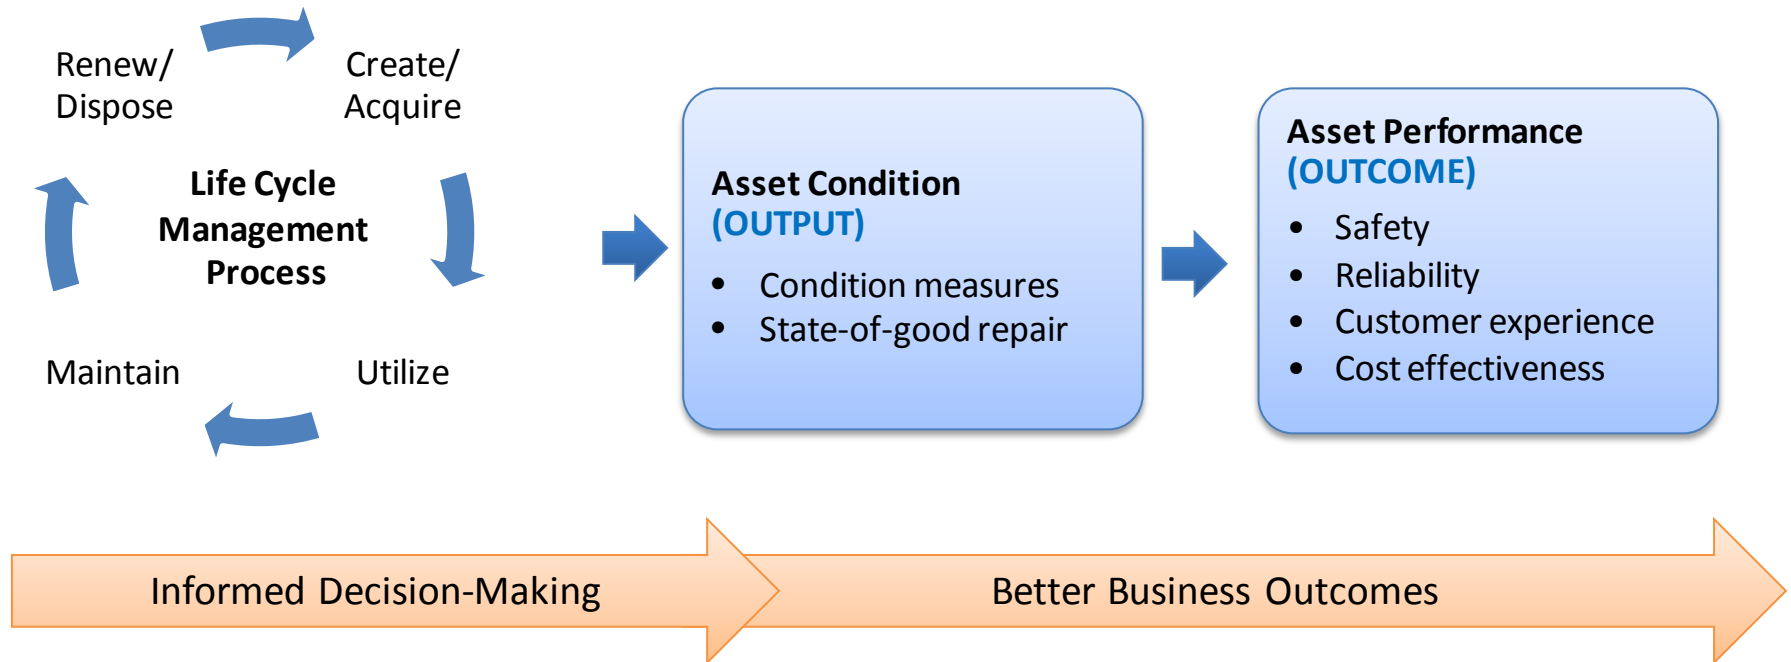 Renew/
Dispose
Create/
Acquire
Life Cycle
Management
Process
Maintain
Utilize
Asset Condition
(OUTPUT)
• Condition measures
• State-of-good repair
Asset Performance
(OUTCOME)
• Safety
• Reliability
• Customer experience
• Cost effectiveness
Informed Decision-Making
Better Business Outcomes